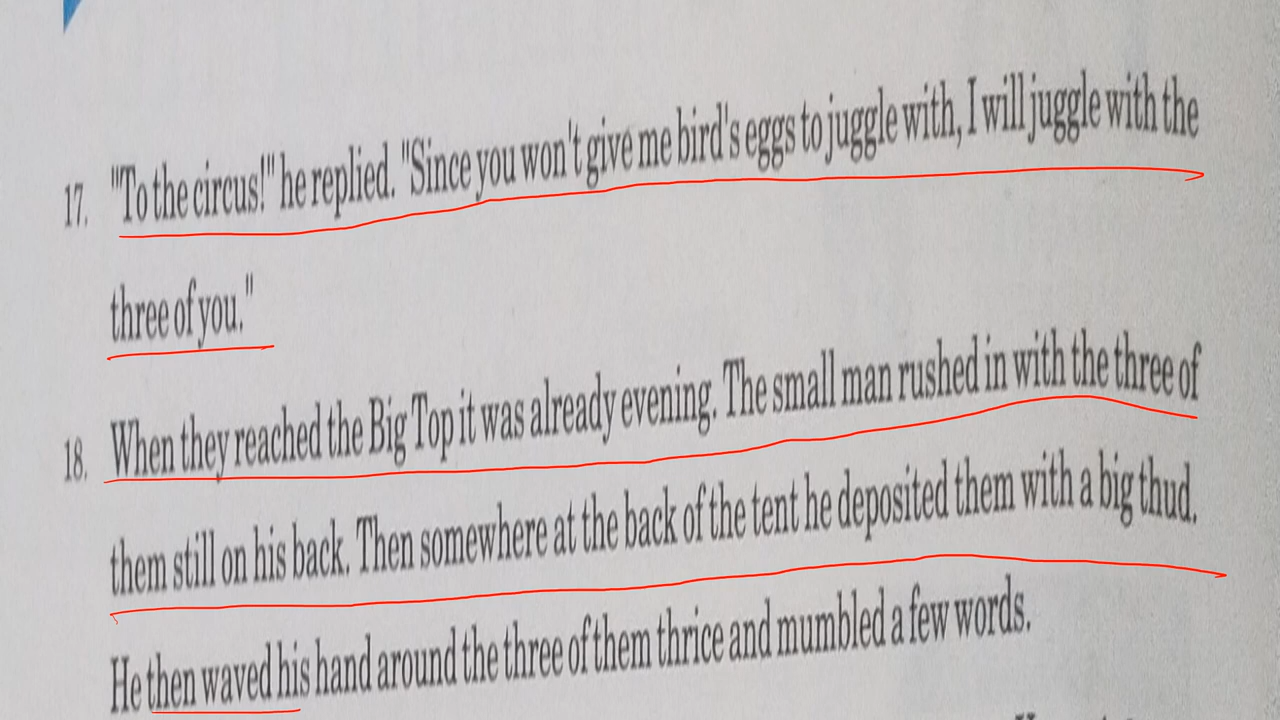 17. "To the circus!" he replied. "Since you won't give me bird's eggs to juggle with, I will juggle with the
three of you."
18. When they reached the Big Top it was already evening. The small man rushed in with the three of
them still on his back. Then somewhere at the back of the tent he deposited them with a big thud.
He then waved his hand around the three of them thrice and mumbled a few words.